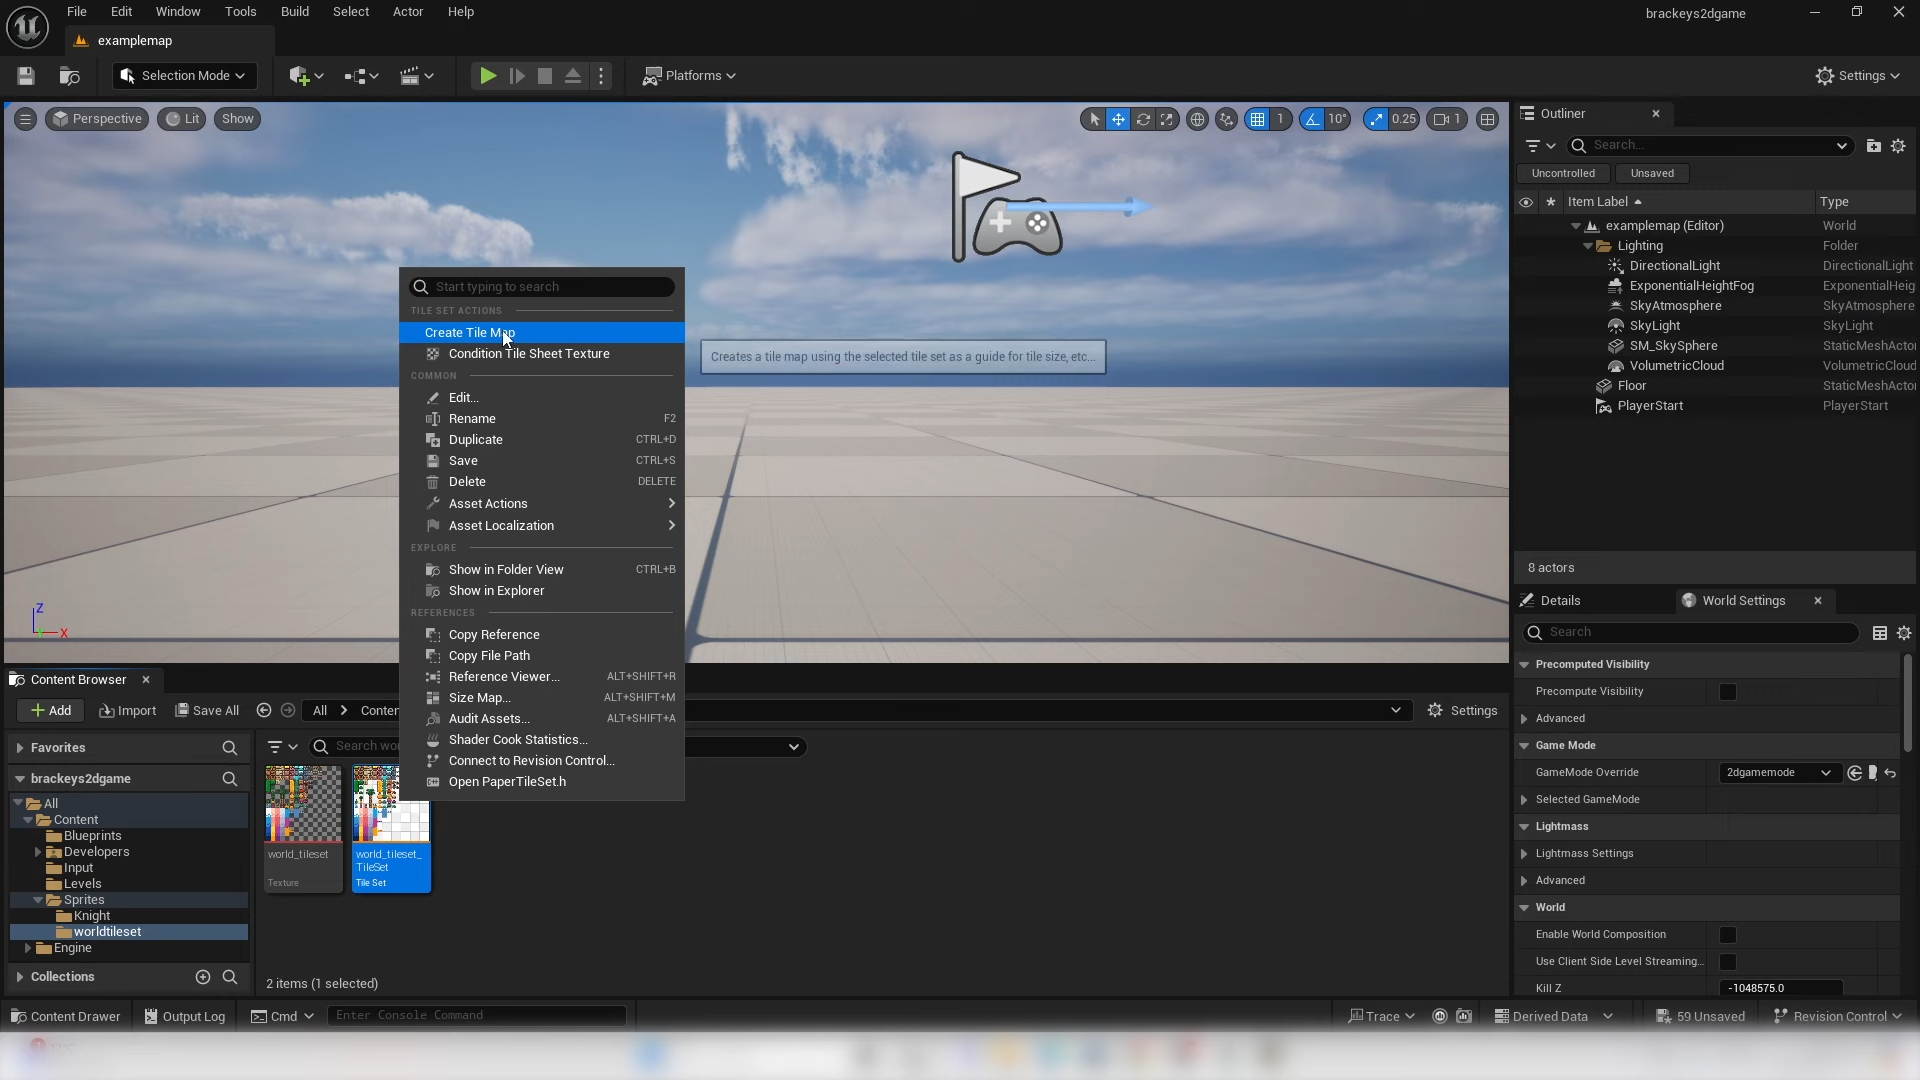 File Edit Window Tools Build Select Actor Help
brackeys2dgame
examplemap
Selection Mode
Platforms
Settings
Perspective
Lit
Show
1
10°
0.25
1
Outliner
Search...
Uncontrolled
Unsaved
Item Label
Type
examplemap (Editor) World
Lighting Folder
DirectionalLight DirectionalLight
ExponentialHeightFog ExponentialHeig
SkyAtmosphere SkyAtmosphere
SkyLight SkyLight
SM_SkySphere StaticMeshActo
VolumetricCloud VolumetricCloud
Floor StaticMeshActo
PlayerStart PlayerStart
8 actors
Start typing to search
TILE SET ACTIONS
Create Tile Map
Condition Tile Sheet Texture
Creates a tile map using the selected tile set as a guide for tile size, etc...
COMMON
Edit...
Rename F2
Duplicate CTRL+D
Save CTRL+S
Delete DELETE
Asset Actions
Asset Localization
EXPLORE
Show in Folder View CTRL+B
Show in Explorer
REFERENCES
Copy Reference
Copy File Path
Reference Viewer... ALT+SHIFT+R
Size Map... ALT+SHIFT+M
Audit Assets... ALT+SHIFT+A
Shader Cook Statistics...
Connect to Revision Control...
Open PaperTileSet.h
Z
X
Details
World Settings
Search
Precomputed Visibility
Precompute Visibility
Advanced
Game Mode
GameMode Override 2dgamemode
Selected GameMode
Lightmass
Lightmass Settings
Advanced
World
Enable World Composition
Use Client Side Level Streaming...
Kill Z -1048575.0
Content Browser
Add
Import
Save All
All
Conten
Settings
Favorites
Search wo
brackeys2dgame
All
Content
Blueprints
Developers
Input
Levels
Sprites
Knight
worldtileset
Engine
Collections
world_tileset
Texture
world_tileset_
TileSet
Tile Set
2 items (1 selected)
Content Drawer
Output Log
Cmd
Enter Console Command
Trace
Derived Data
59 Unsaved
Revision Control